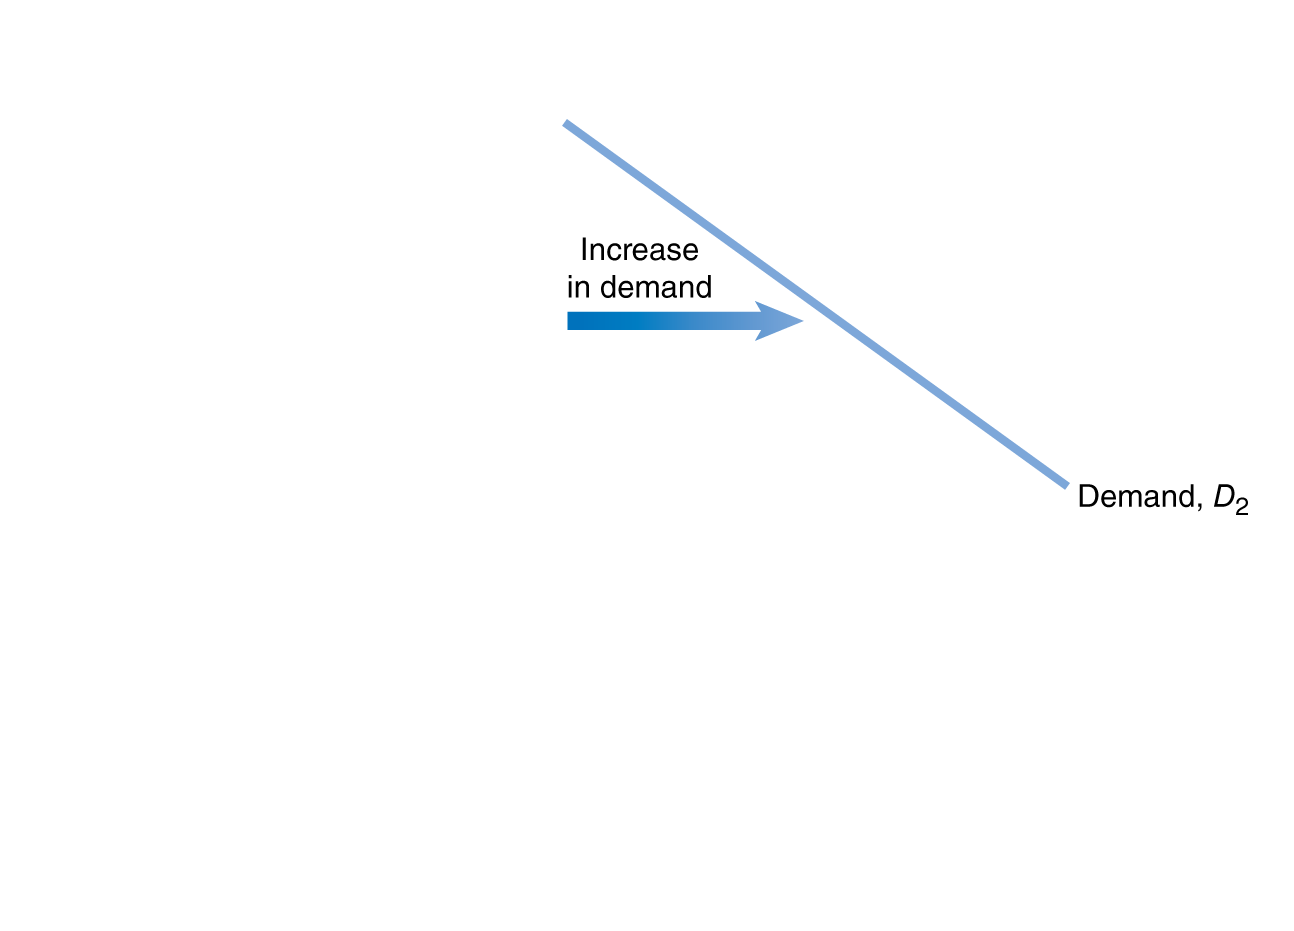 Increase
in demand
Demand, D₂